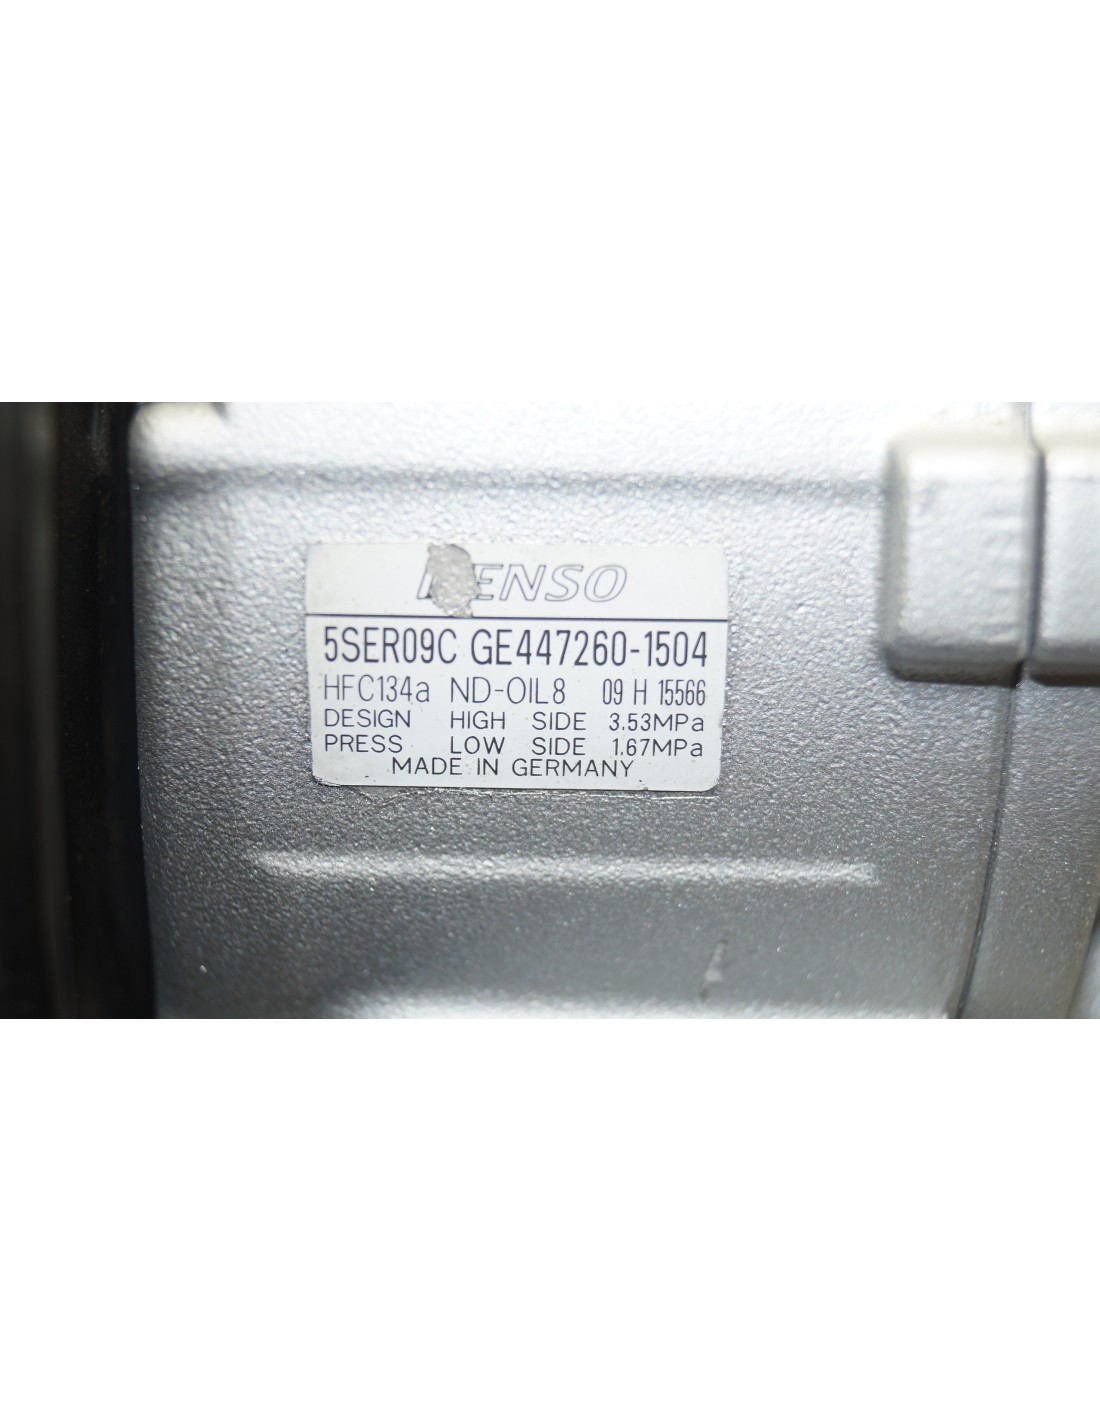 DENSO
5SER09C GE447260-1504
HFC134a ND-OIL8 09 H 15566
DESIGN HIGH SIDE 3.53MPa
PRESS LOW SIDE 1.67MPa
MADE IN GERMANY